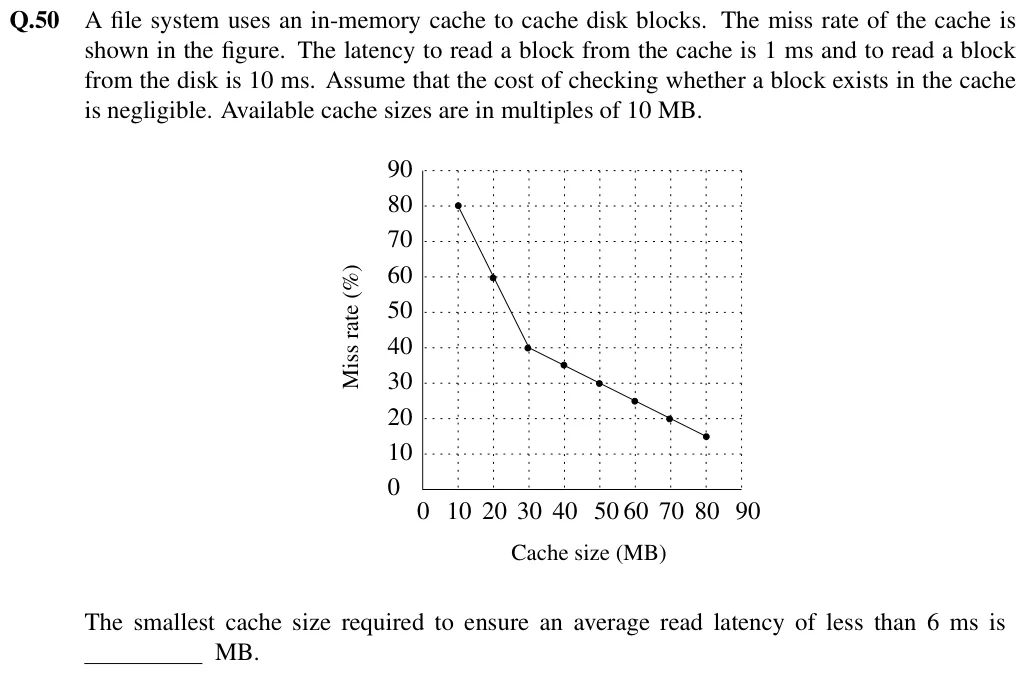 Q.50 A file system uses an in-memory cache to cache disk blocks. The miss rate of the cache is
shown in the figure. The latency to read a block from the cache is 1 ms and to read a block
from the disk is 10 ms. Assume that the cost of checking whether a block exists in the cache
is negligible. Available cache sizes are in multiples of 10 MB.
90
80
70
60
50
40
30
20
10
0
Miss rate (%)
0 10 20 30 40 50 60 70 80 90
Cache size (MB)
The smallest cache size required to ensure an average read latency of less than 6 ms is
__________ MB.